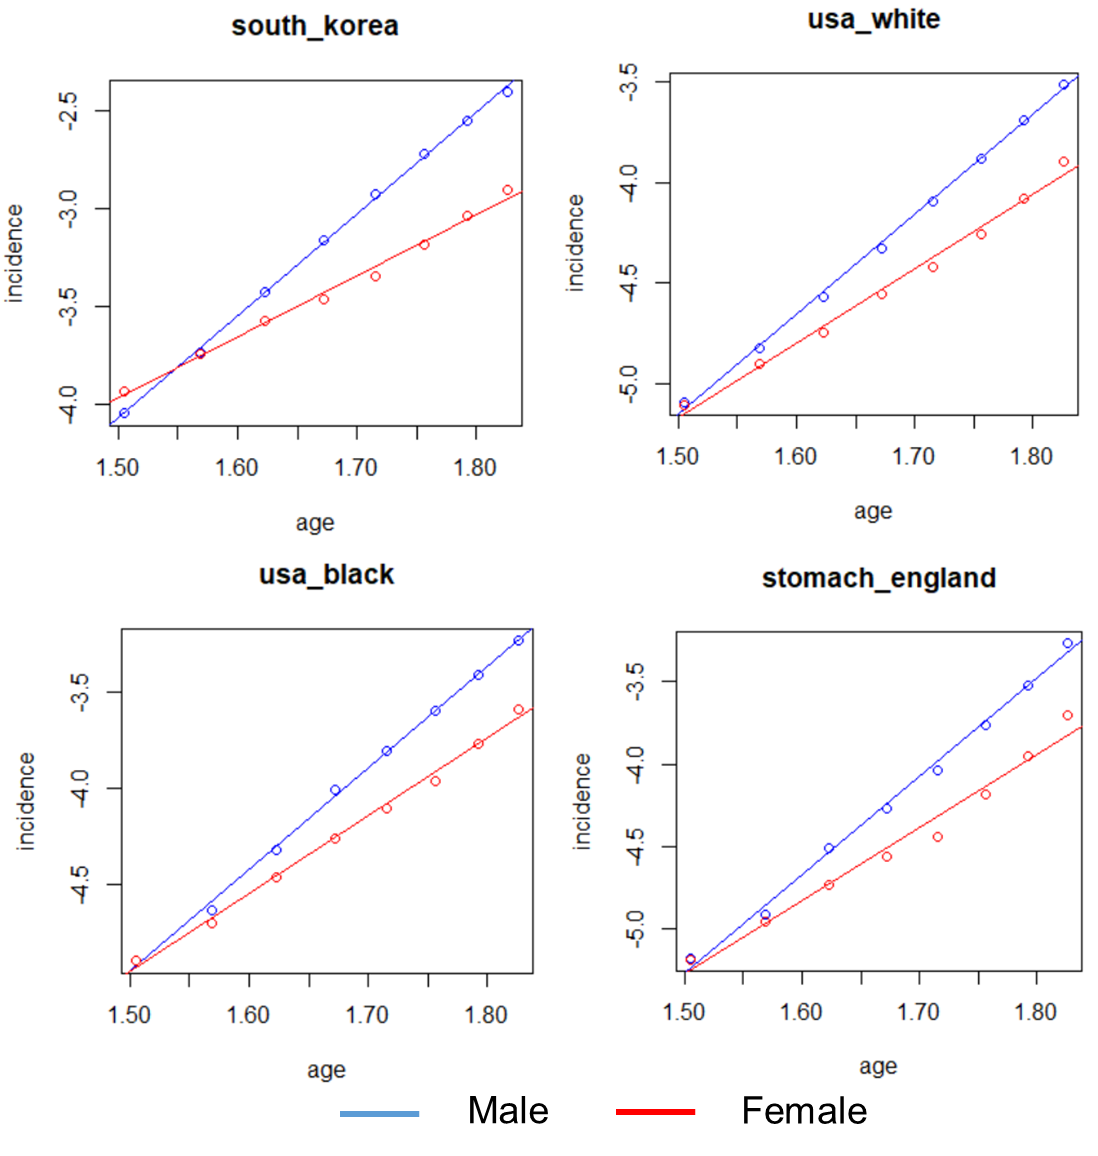 south_korea
incidence
-2.5
-3.0
-3.5
-4.0
1.50 1.60 1.70 1.80
age
usa_white
incidence
-3.5
-4.0
-4.5
-5.0
1.50 1.60 1.70 1.80
age
usa_black
incidence
-3.5
-4.0
-4.5
1.50 1.60 1.70 1.80
age
stomach_england
incidence
-3.5
-4.0
-4.5
-5.0
1.50 1.60 1.70 1.80
age
Male Female